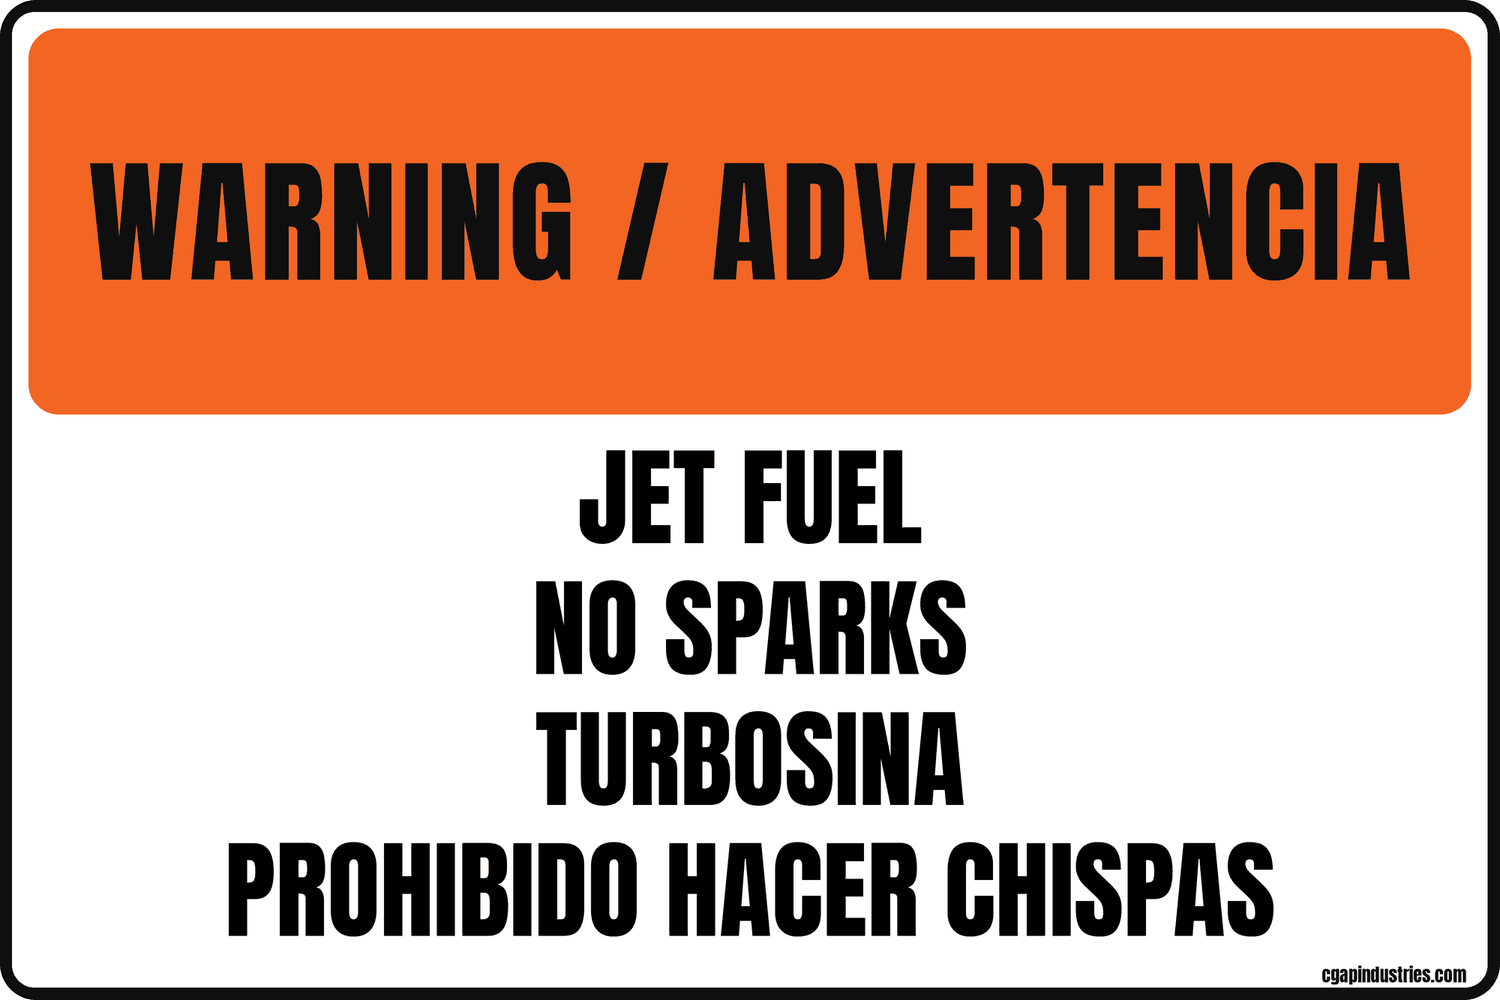 WARNING / ADVERTENCIA
JET FUEL
NO SPARKS
TURBOSINA
PROHIBIDO HACER CHISPAS
cgapindustries.com